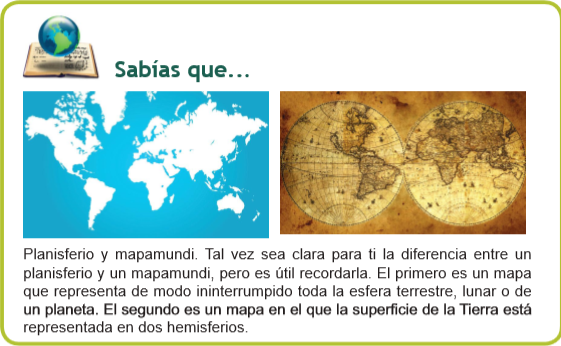 Sabías que...
Planisferio y mapamundi. Tal vez sea clara para ti la diferencia entre un
planisferio y un mapamundi, pero es útil recordarla. El primero es un mapa
que representa de modo ininterrumpido toda la esfera terrestre, lunar o de
un planeta. El segundo es un mapa en el que la superficie de la Tierra está
representada en dos hemisferios.